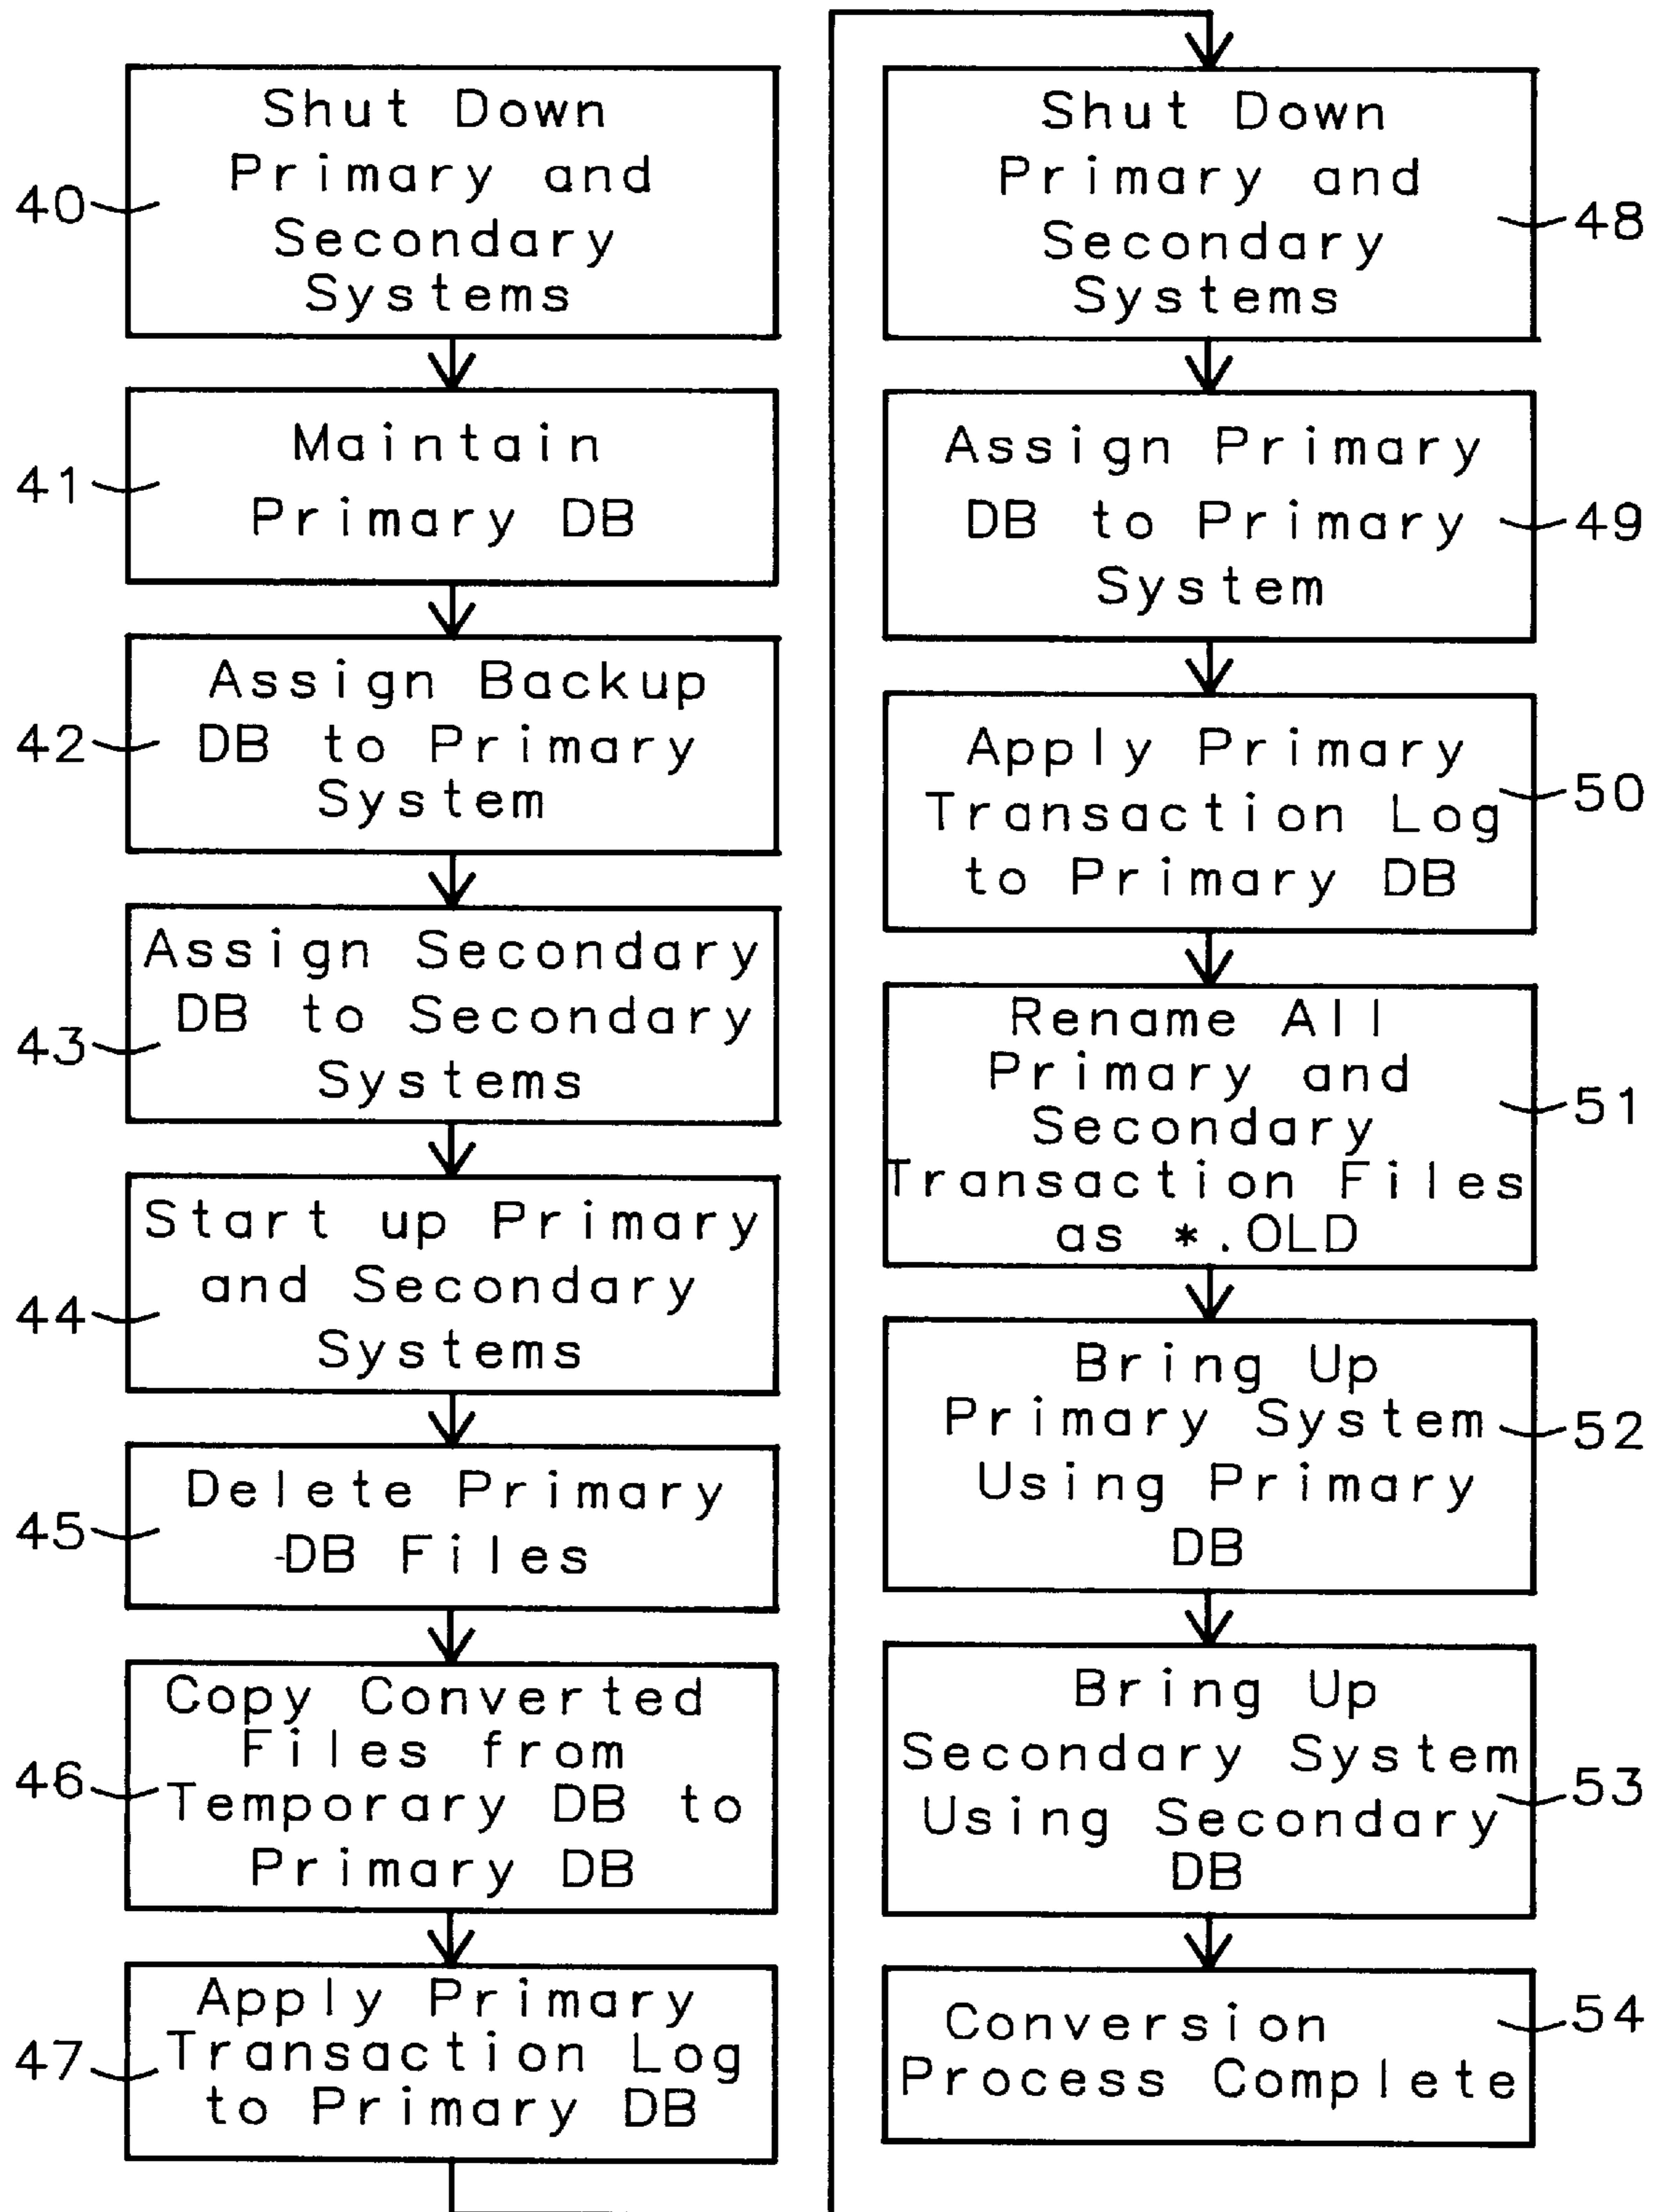 Shut Down
Primary and
Secondary
Systems
40
Maintain
Primary DB
41
Assign Backup
DB to Primary
System
42
Assign Secondary
DB to Secondary
Systems
43
Start up Primary
and Secondary
Systems
44
Delete Primary
DB Files
45
Copy Converted
Files from
Temporary DB to
Primary DB
46
Apply Primary
Transaction Log
to Primary DB
47
Shut Down
Primary and
Secondary
Systems
48
Assign Primary
DB to Primary
System
49
Apply Primary
Transaction Log
to Primary DB
50
Rename All
Primary and
Secondary
Transaction Files
as *.OLD
51
Bring Up
Primary System
Using Primary
DB
52
Bring Up
Secondary System
Using Secondary
DB
53
Conversion
Process Complete
54